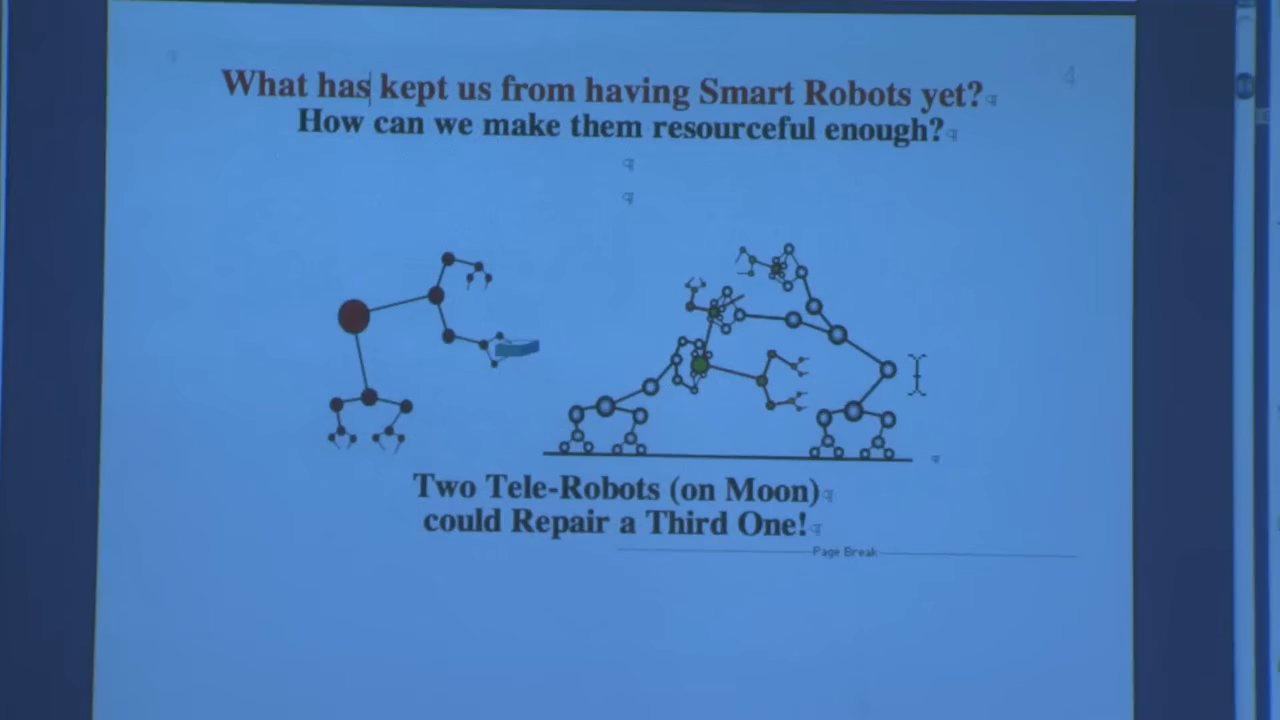 4
What has kept us from having Smart Robots yet?
How can we make them resourceful enough?
Two Tele-Robots (on Moon)
could Repair a Third One!
Page Break